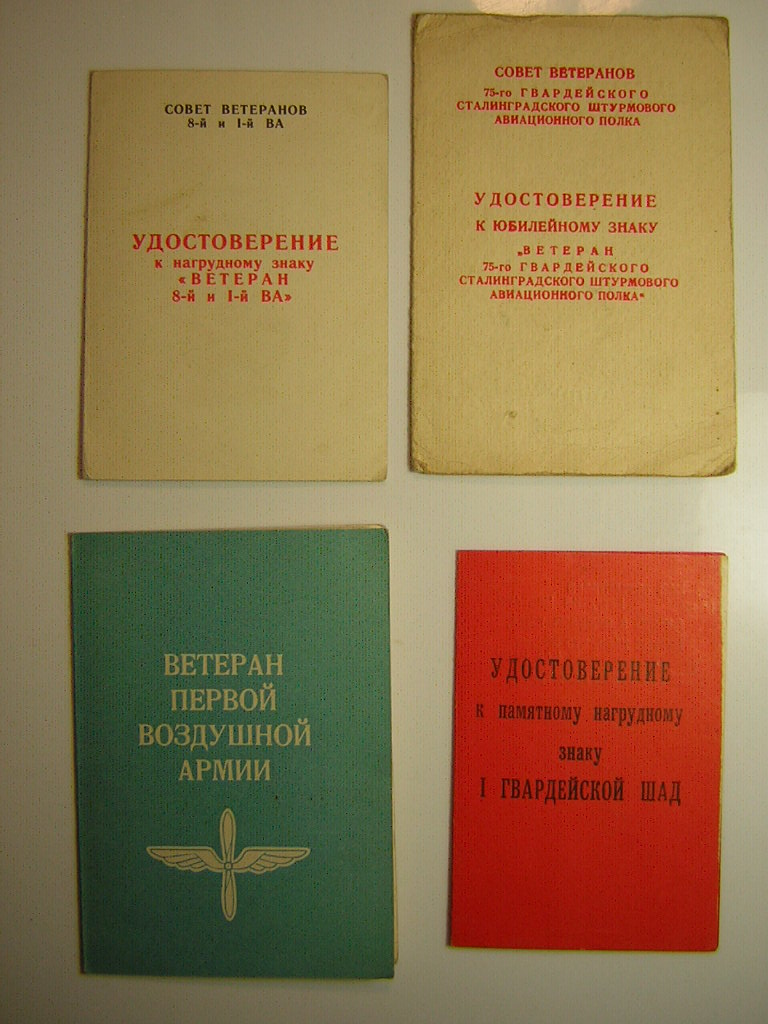 СОВЕТ ВЕТЕРАНОВ
8-й и I-й ВА
УДОСТОВЕРЕНИЕ
к нагрудному знаку
«ВЕТЕРАН
8-й и I-й ВА»
СОВЕТ ВЕТЕРАНОВ
75-го ГВАРДЕЙСКОГО
СТАЛИНГРАДСКОГО ШТУРМОВОГО
АВИАЦИОННОГО ПОЛКА
УДОСТОВЕРЕНИЕ
К ЮБИЛЕЙНОМУ ЗНАКУ
„ВЕТЕРАН
75-го ГВАРДЕЙСКОГО
СТАЛИНГРАДСКОГО ШТУРМОВОГО
АВИАЦИОННОГО ПОЛКА"
ВЕТЕРАН
ПЕРВОЙ
ВОЗДУШНОЙ
АРМИИ
УДОСТОВЕРЕНИЕ
к памятному нагрудному
знаку
I ГВАРДЕЙСКОЙ ШАД